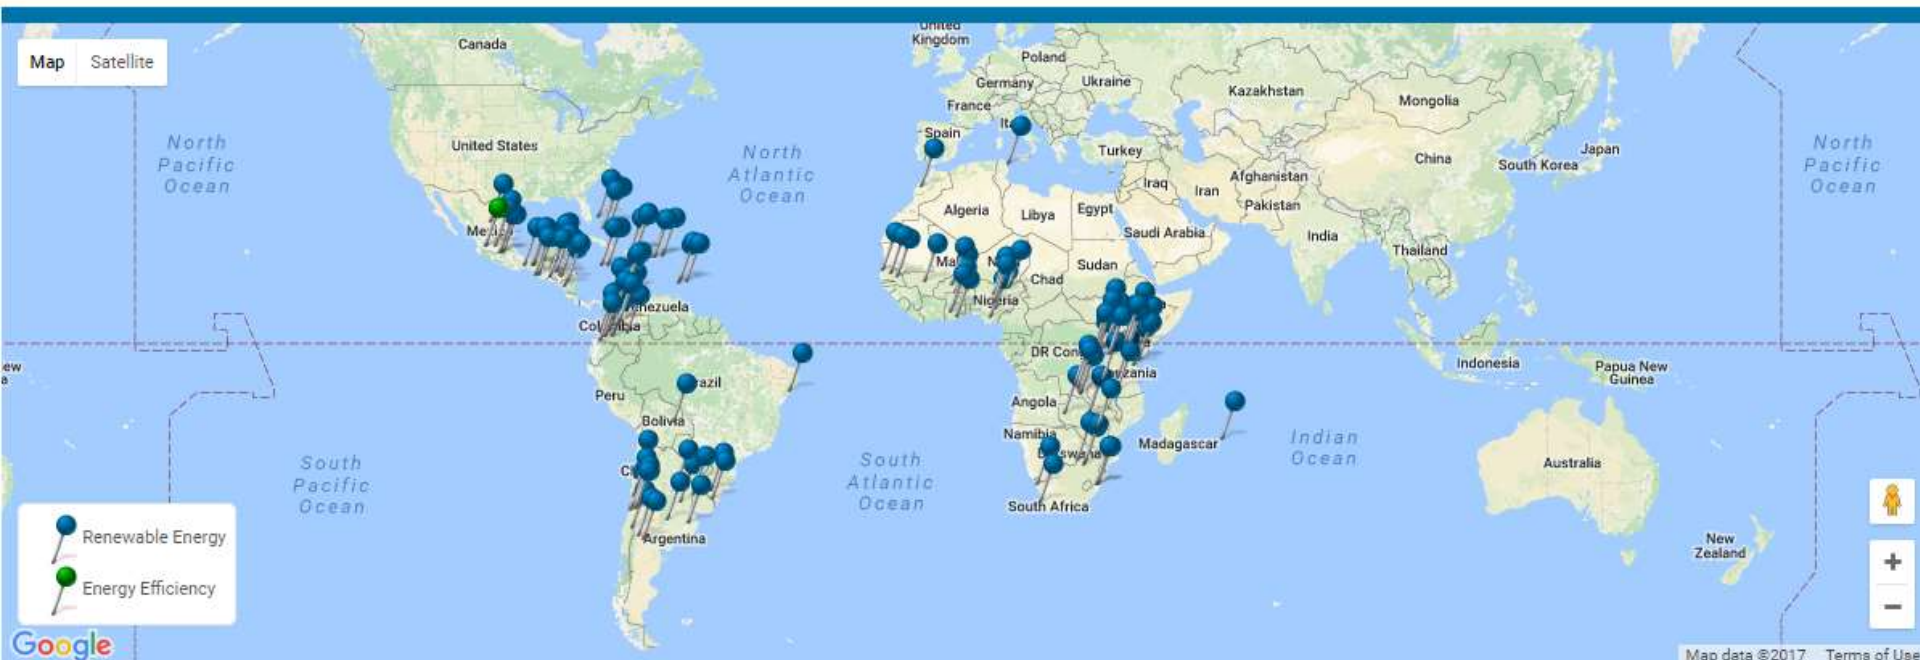 United
Kingdom
Canada
Map Satellite
Poland
Germany
Ukraine
France
Kazakhstan
Mongolia
North
Pacific
Ocean
United States
North
Atlantic
Ocean
Spain
Turkey
China
South Korea
Japan
North
Pacific
Ocean
Iraq
Iran
Afghanistan
Pakistan
Algeria
Libya
Egypt
Saudi Arabia
India
Thailand
Sudan
Chad
Nigeria
Indonesia
Papua New
Guinea
Peru
Bolivia
Angola
Namibia
Madagascar
Indian
Ocean
South
Pacific
Ocean
South
Atlantic
Ocean
Australia
South Africa
Argentina
New
Zealand
Renewable Energy
Energy Efficiency
+
−
Google
Map data ©2017 Terms of Use